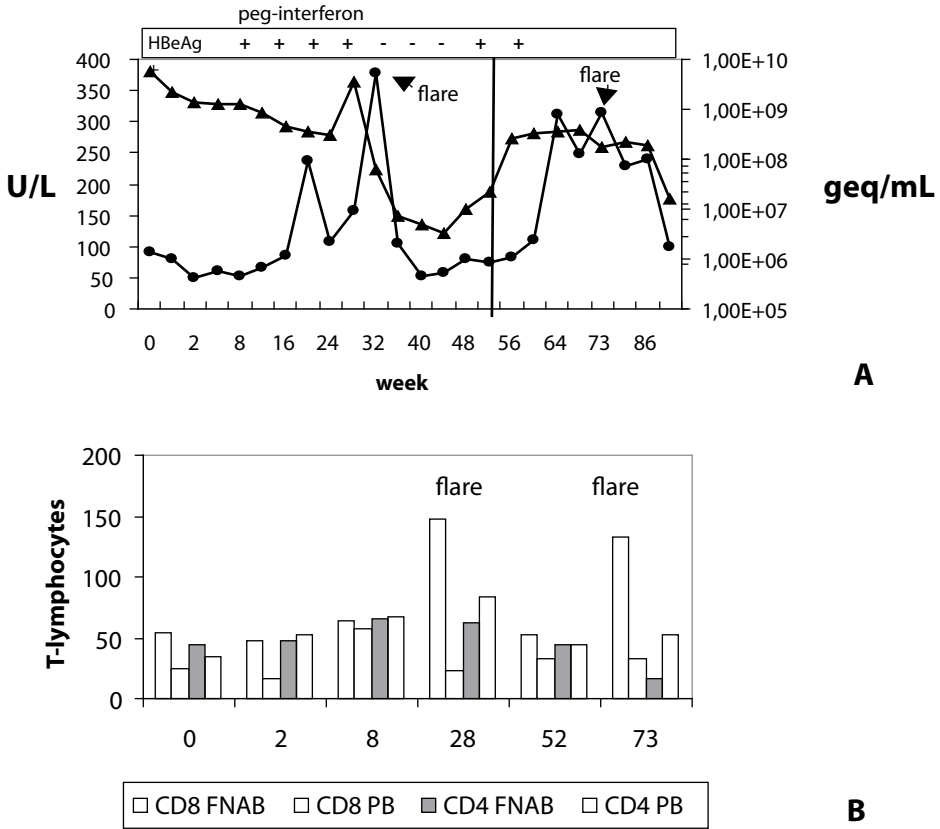 peg-interferon
HBeAg + + + + - - - + +
400 1,00E+10
350 flare flare
300 1,00E+09
250 1,00E+08
U/L 200 geq/mL
150 1,00E+07
100 1,00E+06
50
0 1,00E+05
0 2 8 16 24 32 40 48 56 64 73 86
week
A
200
flare flare
150
T-lymphocytes
100
50
0
0 2 8 28 52 73
CD8 FNAB CD8 PB CD4 FNAB CD4 PB
B